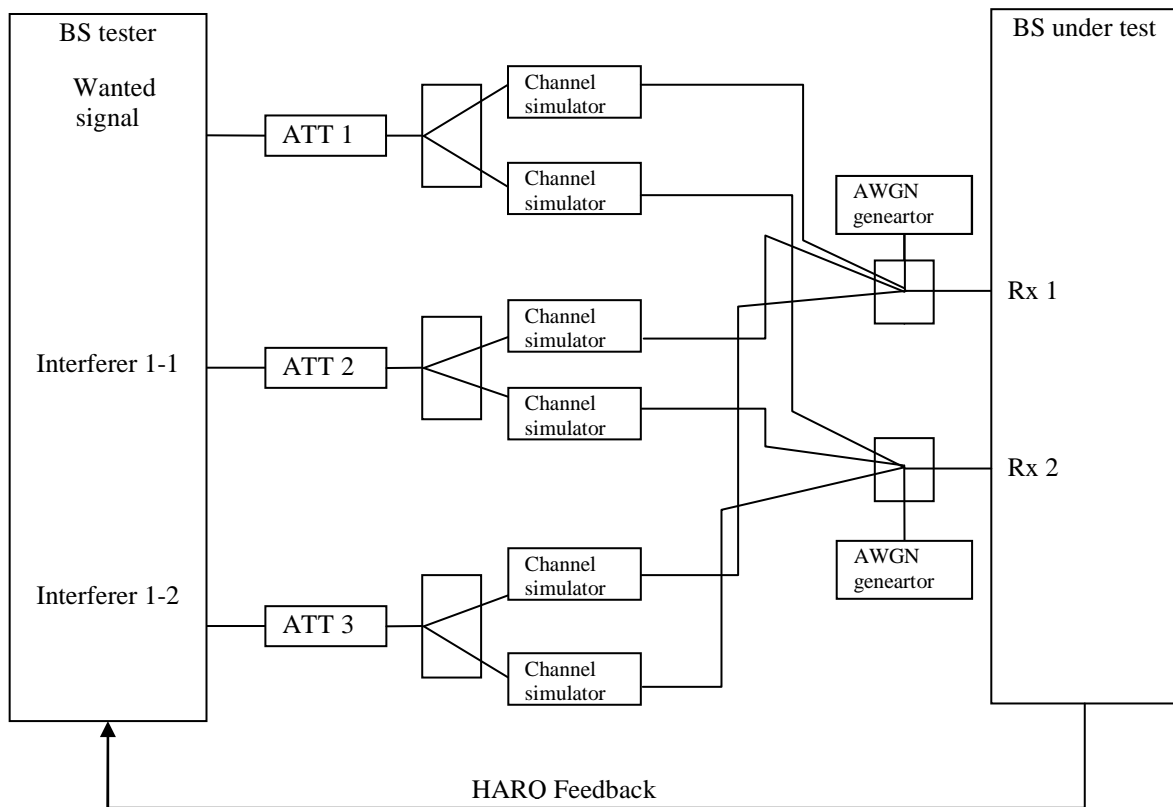 BS tester
BS under test
Wanted
signal
Channel
simulator
ATT 1
Channel
simulator
AWGN
geneartor
Rx 1
Channel
simulator
Interferer 1-1
ATT 2
Channel
simulator
Rx 2
AWGN
geneartor
Channel
simulator
Interferer 1-2
ATT 3
Channel
simulator
HARQ Feedback